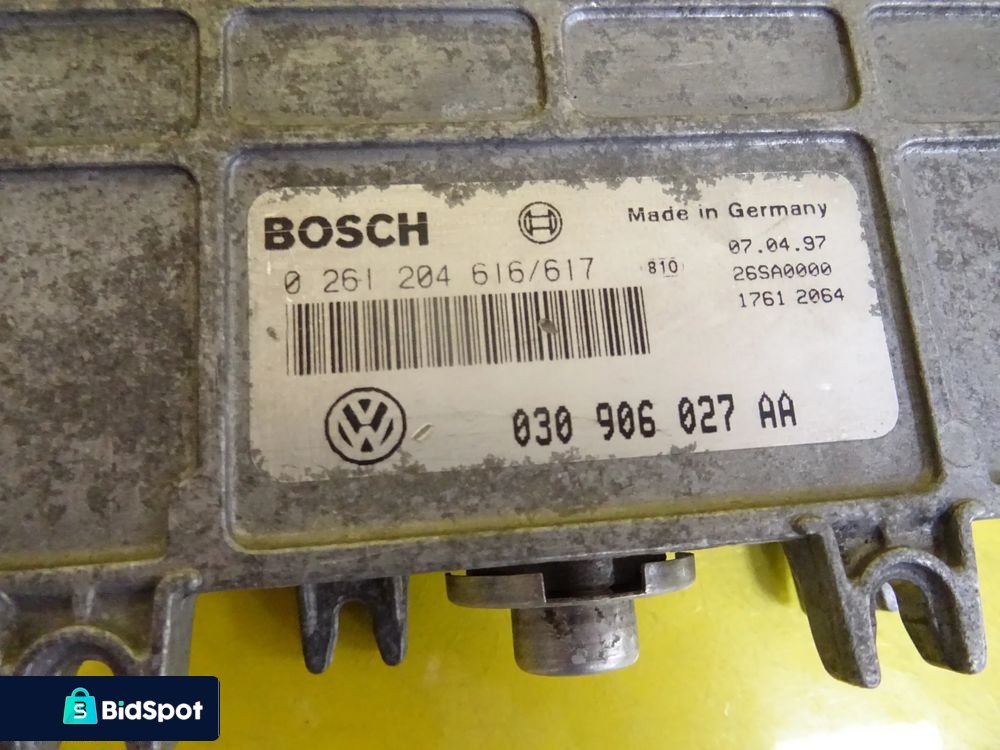 BOSCH
Made in Germany
07.04.97
0 261 204 616/617
810
26SA0000
1761 2064
030 906 027 AA
BidSpot